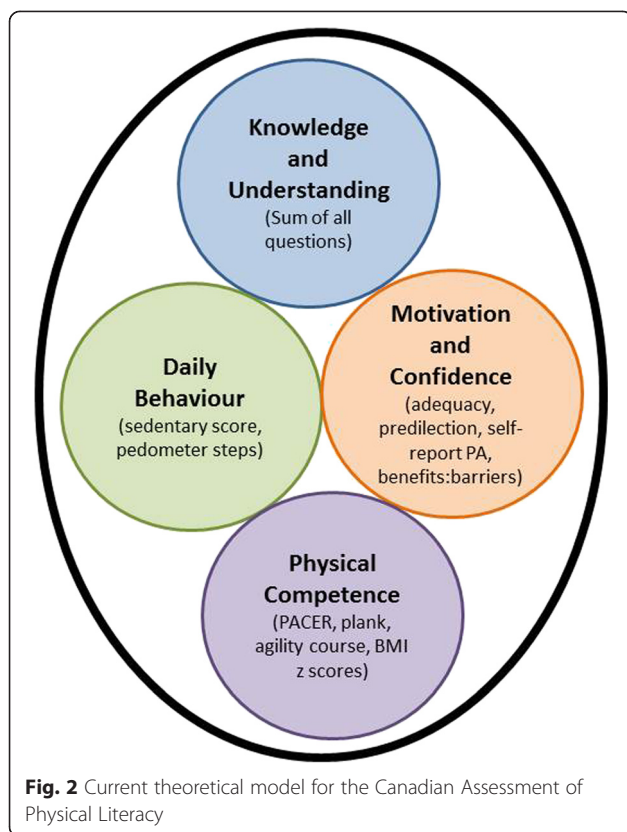 Knowledge
and
Understanding
(Sum of all
questions)
Motivation
and
Confidence
(adequacy,
predilection, self-
report PA,
benefits:barriers)
Daily
Behaviour
(sedentary score,
pedometer steps)
Physical
Competence
(PACER, plank,
agility course, BMI
z scores)
Fig. 2 Current theoretical model for the Canadian Assessment of
Physical Literacy